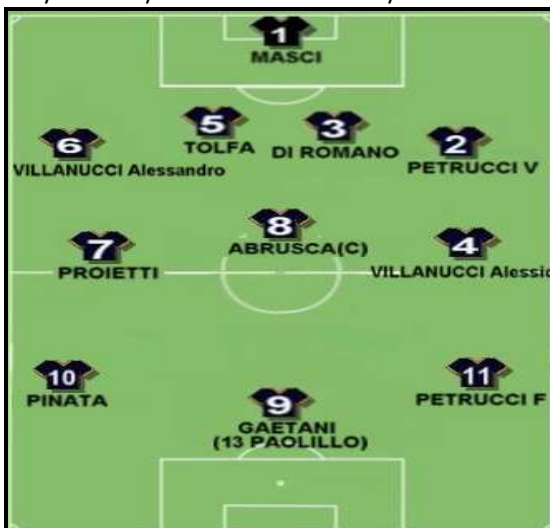 1
MASCI
5
TOLFA
3
DI ROMANO
6
VILLANUCCI Alessandro
2
PETRUCCI V
8
ABRUSCA(C)
7
PROIETTI
4
VILLANUCCI Alessio
10
PINATA
11
PETRUCCI F
9
GAETANI
(13 PAOLILLO)